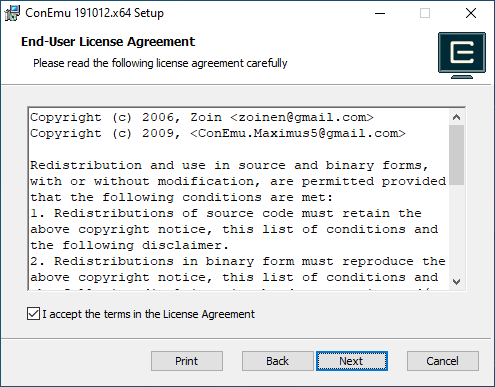 ConEmu 191012.x64 Setup
End-User License Agreement
Please read the following license agreement carefully
Copyright (c) 2006, Zoin <zoinen@gmail.com>
Copyright (c) 2009, <ConEmu.Maximus5@gmail.com>
Redistribution and use in source and binary forms,
with or without modification, are permitted provided
that the following conditions are met:
1. Redistributions of source code must retain the
above copyright notice, this list of conditions and
the following disclaimer.
2. Redistributions in binary form must reproduce the
above copyright notice, this list of conditions and
I accept the terms in the License Agreement
Print
Back
Next
Cancel